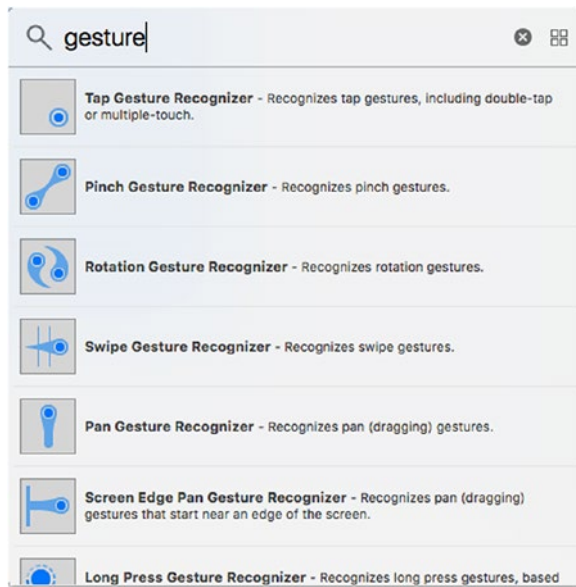 gesture
Tap Gesture Recognizer - Recognizes tap gestures, including double-tap
or multiple-touch.
Pinch Gesture Recognizer - Recognizes pinch gestures.
Rotation Gesture Recognizer - Recognizes rotation gestures.
Swipe Gesture Recognizer - Recognizes swipe gestures.
Pan Gesture Recognizer - Recognizes pan (dragging) gestures.
Screen Edge Pan Gesture Recognizer - Recognizes pan (dragging)
gestures that start near an edge of the screen.
Long Press Gesture Recognizer - Recognizes long press gestures, based